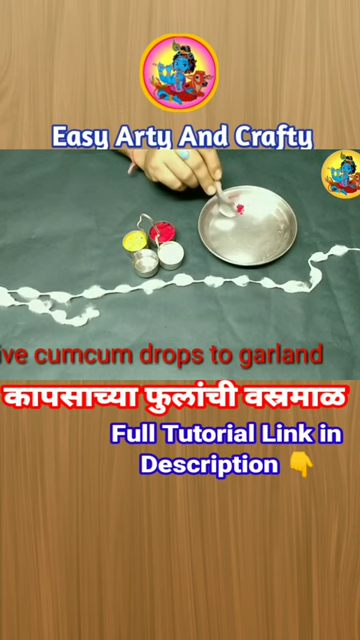 Easy Arty And Crafty
ive cumcum drops to garland
कापसाच्या फुलांची वस्रमाळ
Full Tutorial Link in
Description 👇